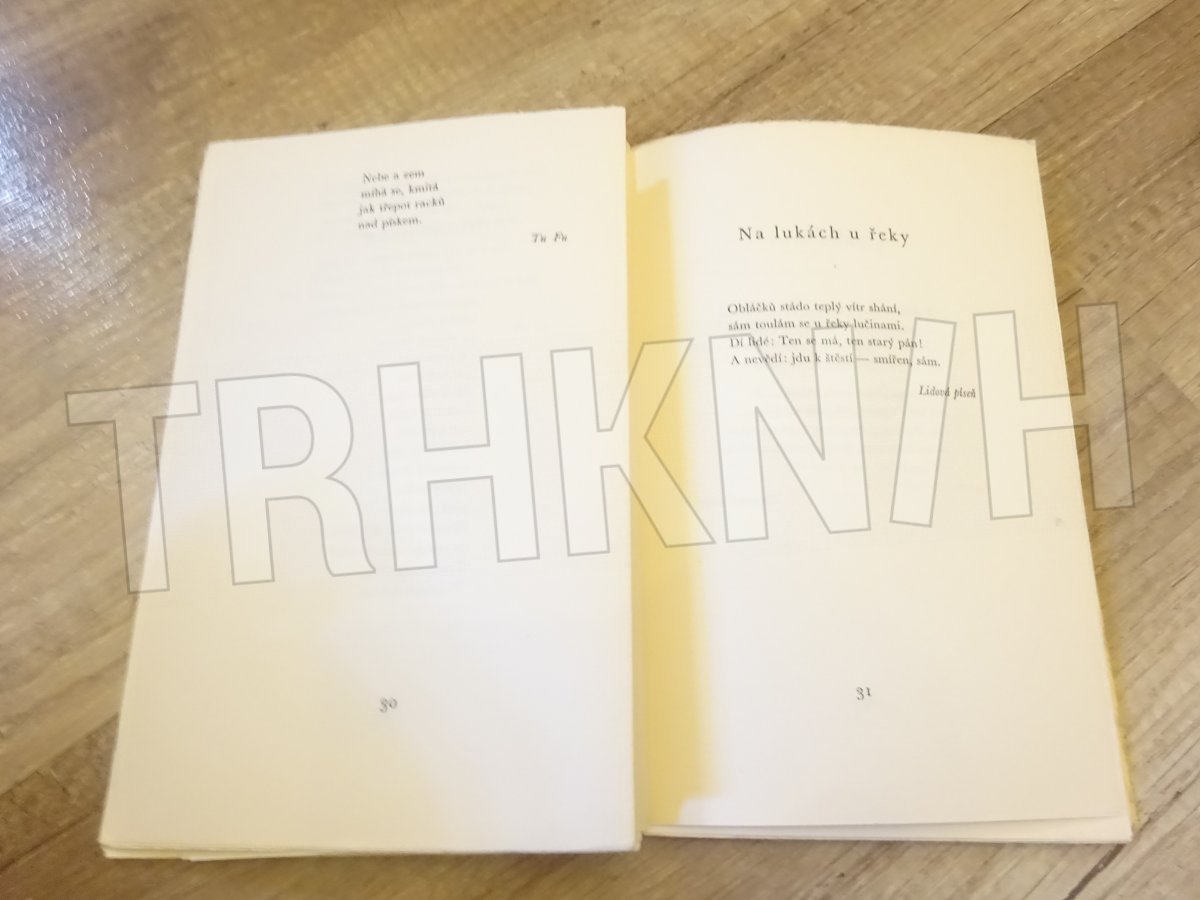 Nebe a zem
míhá se, kmitá
jak třepot racků
nad pískem.
Tu Fu
30
Na lukách u řeky
Obláčků stádo teplý vítr shání,
sám toulám se u řeky lučinami.
Dí lidé: Ten se má, ten starý pán!
A nevědí: jdu k štěstí — smířen, sám.
Lidová píseň
31
TRHKNIH